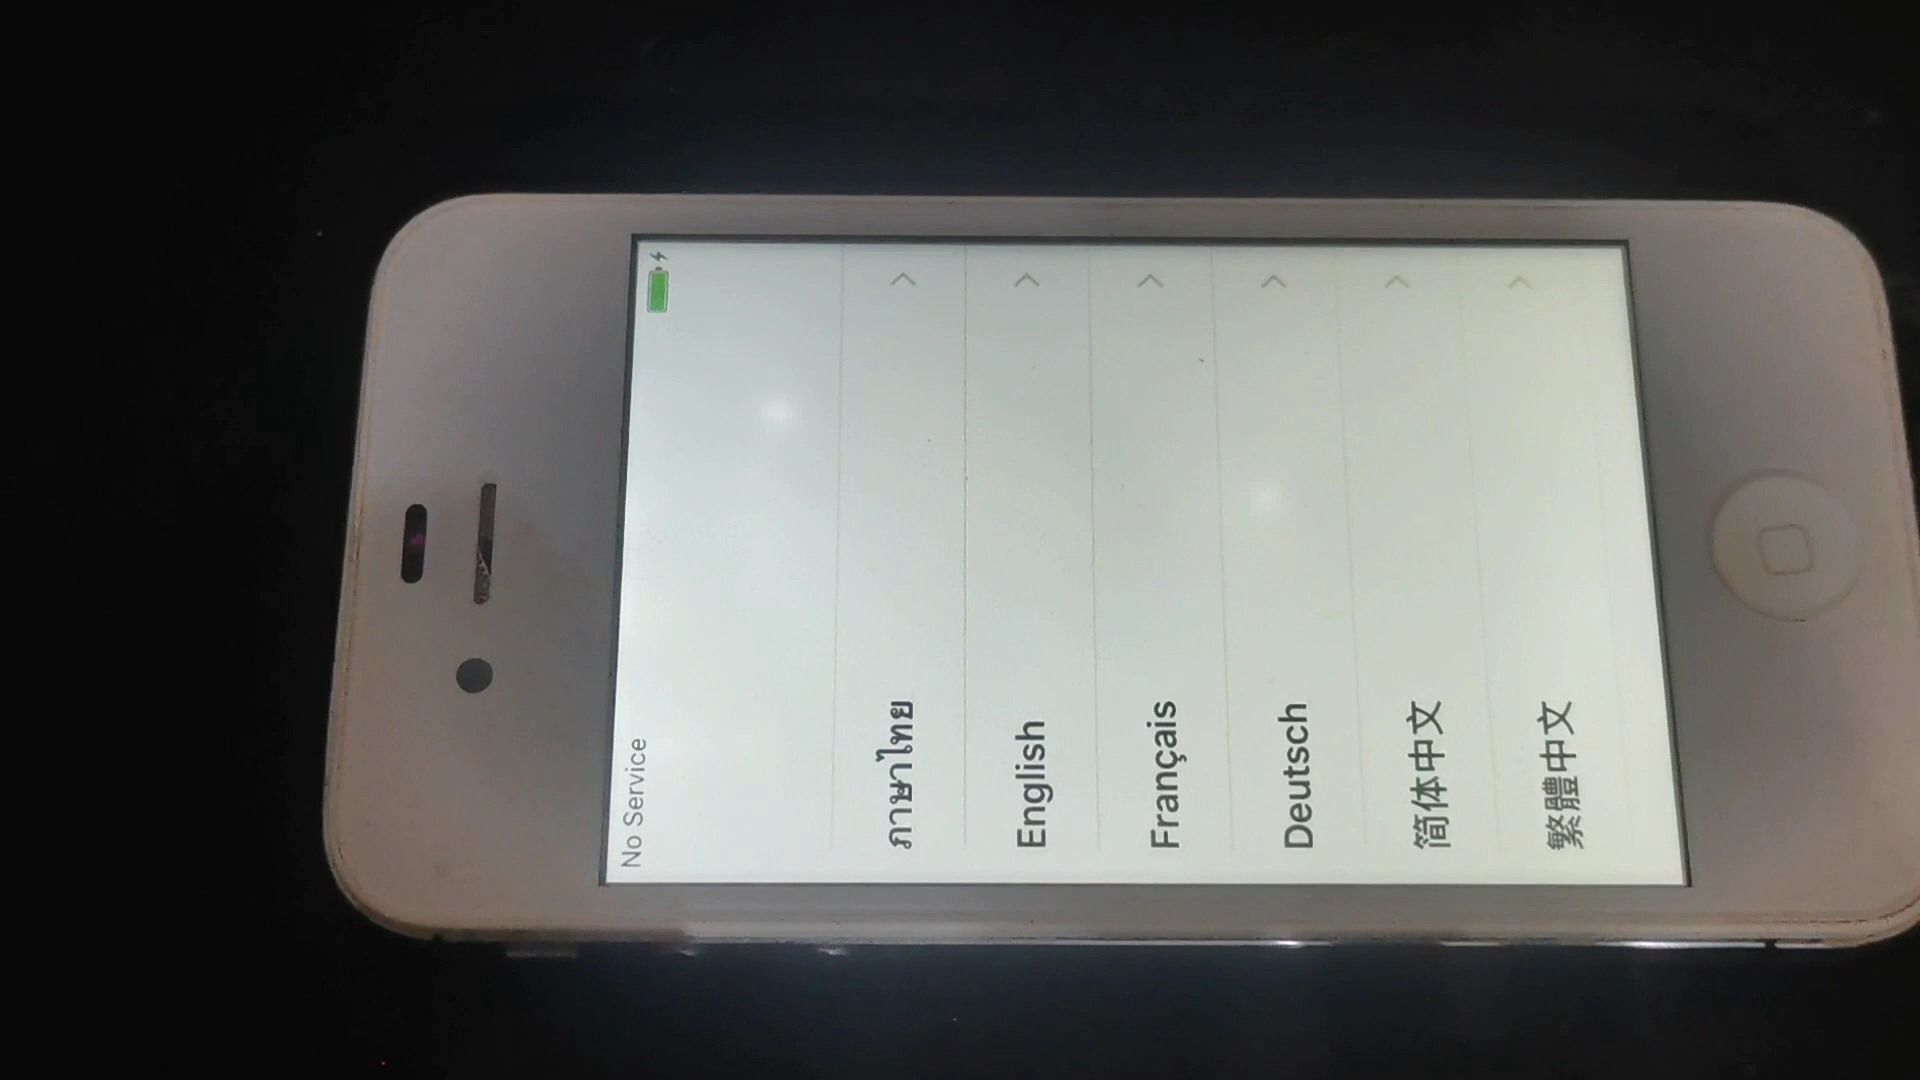 No Service
ภาษาไทย
English
Français
Deutsch
简体中文
繁體中文